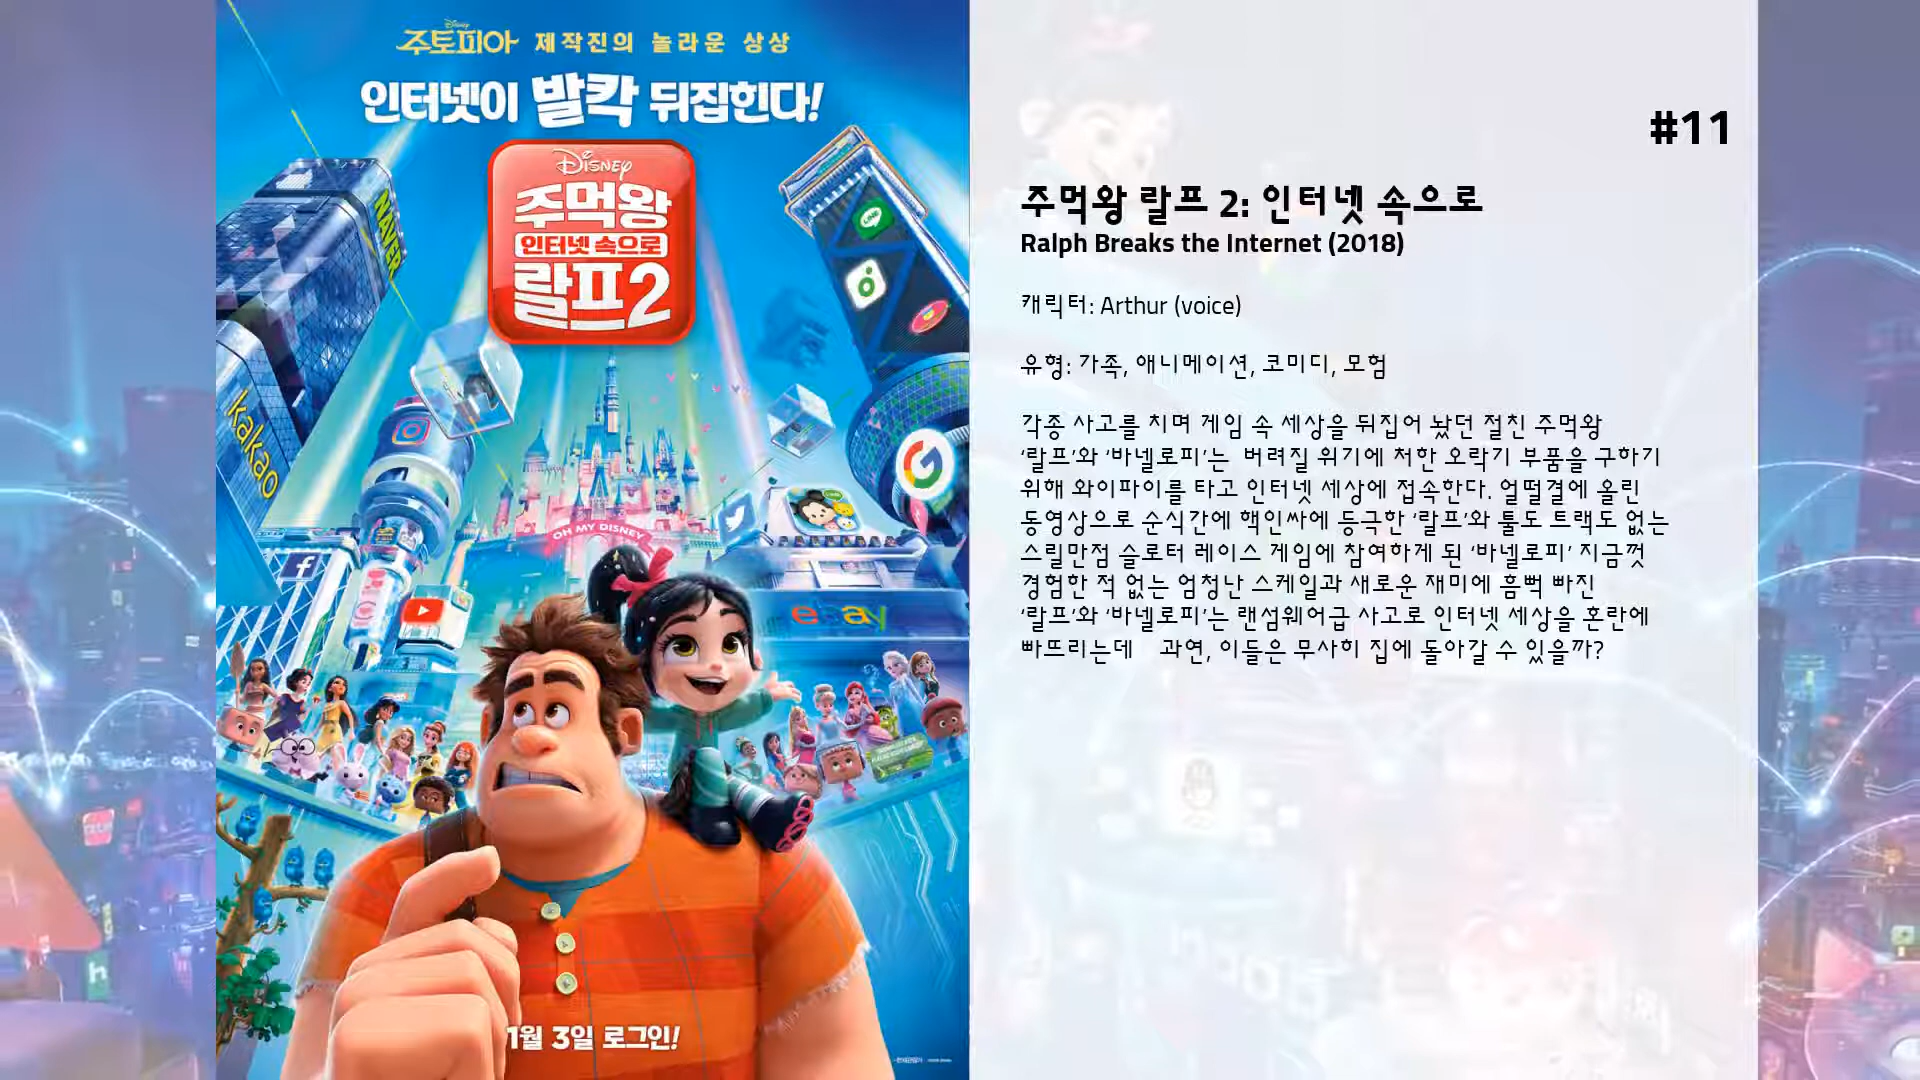 Disney
주토피아 제작진의 놀라운 상상
인터넷이 발칵 뒤집힌다!
Disney
주먹왕
인터넷 속으로
랄프2
NAVER
LINE
kakao
G
OH MY DISNEY
f
ebay
1월 3일 로그인!
#11
주먹왕 랄프 2: 인터넷 속으로
Ralph Breaks the Internet (2018)
캐릭터: Arthur (voice)
유형: 가족, 애니메이션, 코미디, 모험
각종 사고를 치며 게임 속 세상을 뒤집어 놨던 절친 주먹왕
‘랄프’와 ‘바넬로피’는 버려질 위기에 처한 오락기 부품을 구하기
위해 와이파이를 타고 인터넷 세상에 접속한다. 얼떨결에 올린
동영상으로 순식간에 핵인싸에 등극한 ‘랄프’와 룰도 트랙도 없는
스릴만점 슬로터 레이스 게임에 참여하게 된 ‘바넬로피’ 지금껏
경험한 적 없는 엄청난 스케일과 새로운 재미에 흠뻑 빠진
‘랄프’와 ‘바넬로피’는 랜섬웨어급 사고로 인터넷 세상을 혼란에
빠뜨리는데 과연, 이들은 무사히 집에 돌아갈 수 있을까?